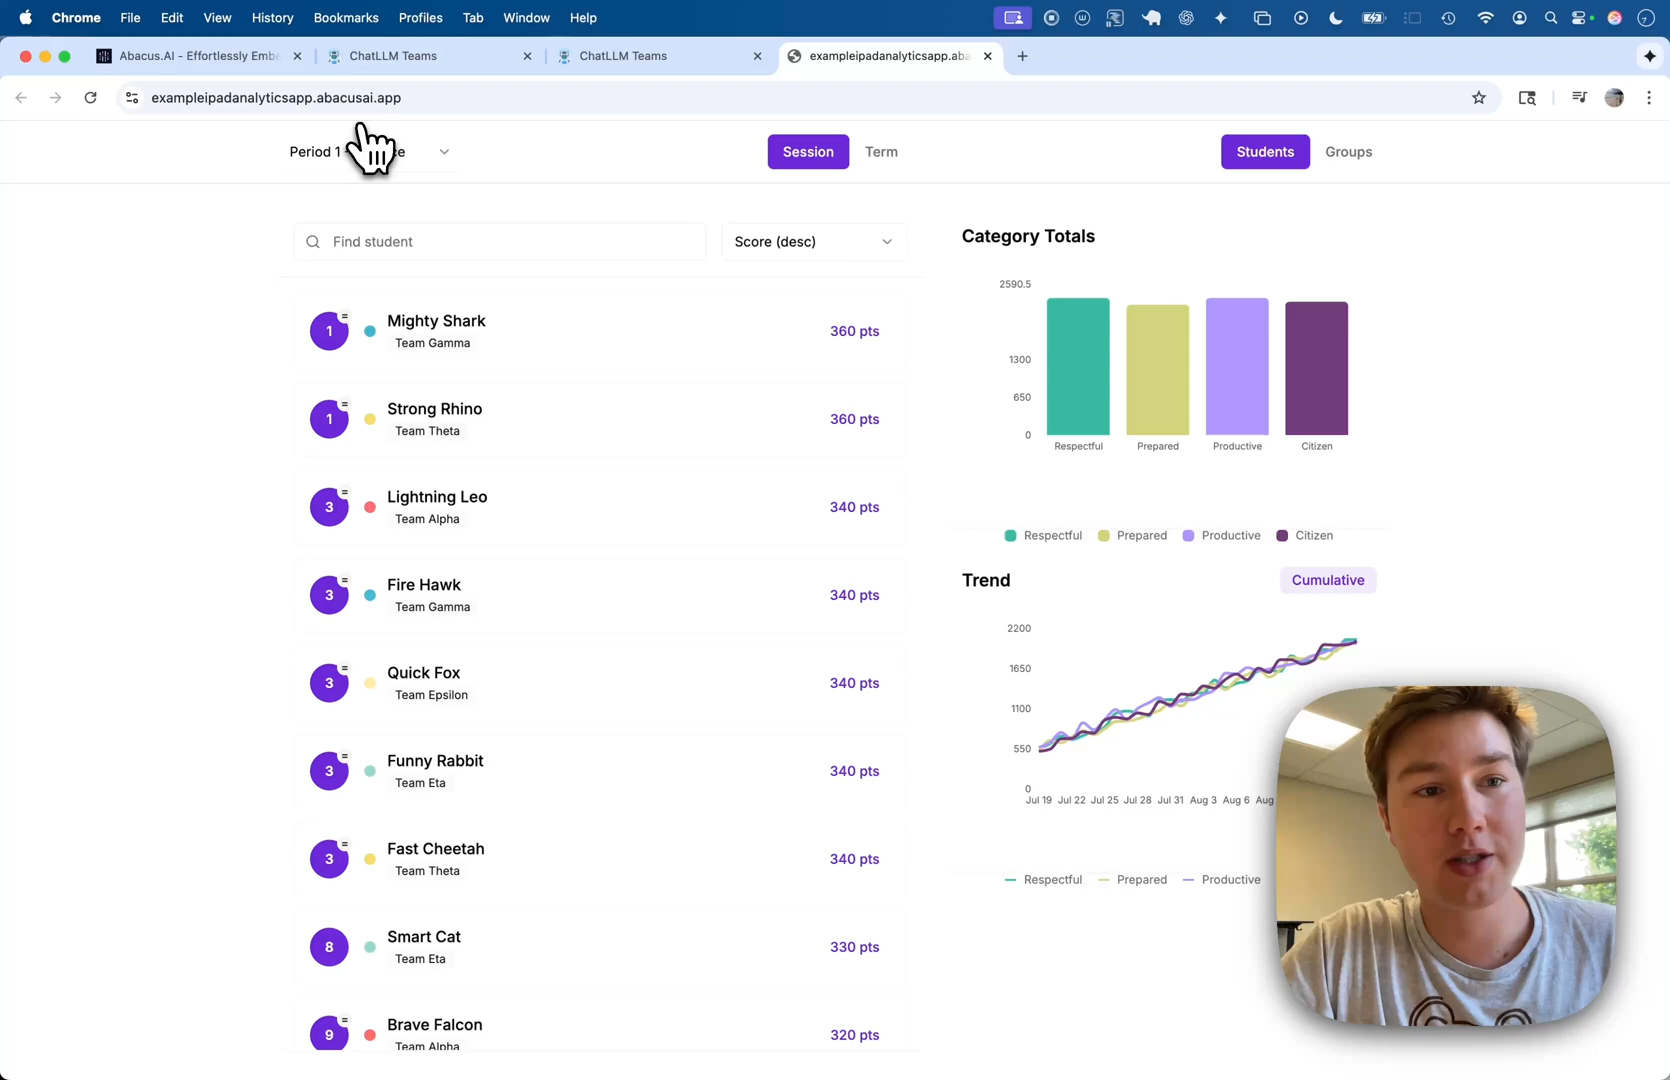 Chrome File Edit View History Bookmarks Profiles Tab Window Help
Abacus.AI - Effortlessly Embe
ChatLLM Teams
ChatLLM Teams
exampleipadanalyticsapp.aba
exampleipadanalyticsapp.abacusai.app
Period 1
Session Term
Students Groups
Find student
Score (desc)
Category Totals
1 =
Mighty Shark
Team Gamma
360 pts
1 =
Strong Rhino
Team Theta
360 pts
3 =
Lightning Leo
Team Alpha
340 pts
3 =
Fire Hawk
Team Gamma
340 pts
3 =
Quick Fox
Team Epsilon
340 pts
3 =
Funny Rabbit
Team Eta
340 pts
3 =
Fast Cheetah
Team Theta
340 pts
8 =
Smart Cat
Team Eta
330 pts
9 =
Brave Falcon
Team Alpha
320 pts
2590.5
1300
650
0
Respectful Prepared Productive Citizen
Respectful Prepared Productive Citizen
Trend
Cumulative
2200
1650
1100
550
0
Jul 19 Jul 22 Jul 25 Jul 28 Jul 31 Aug 3 Aug 6 Aug
Respectful Prepared Productive